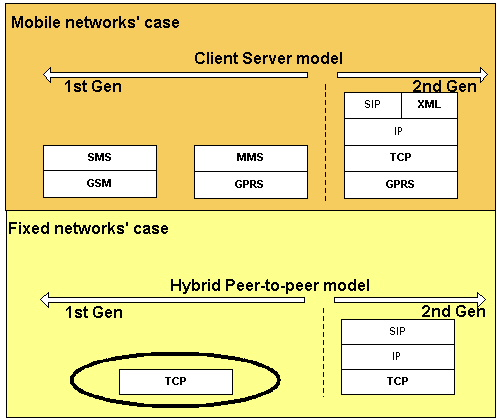 Mobile networks' case
Client Server model
1st Gen
2nd Gen
SIP XML
IP
SMS MMS TCP
GSM GPRS GPRS
Fixed networks' case
Hybrid Peer-to-peer model
1st Gen
2nd Gen
SIP
IP
TCP TCP